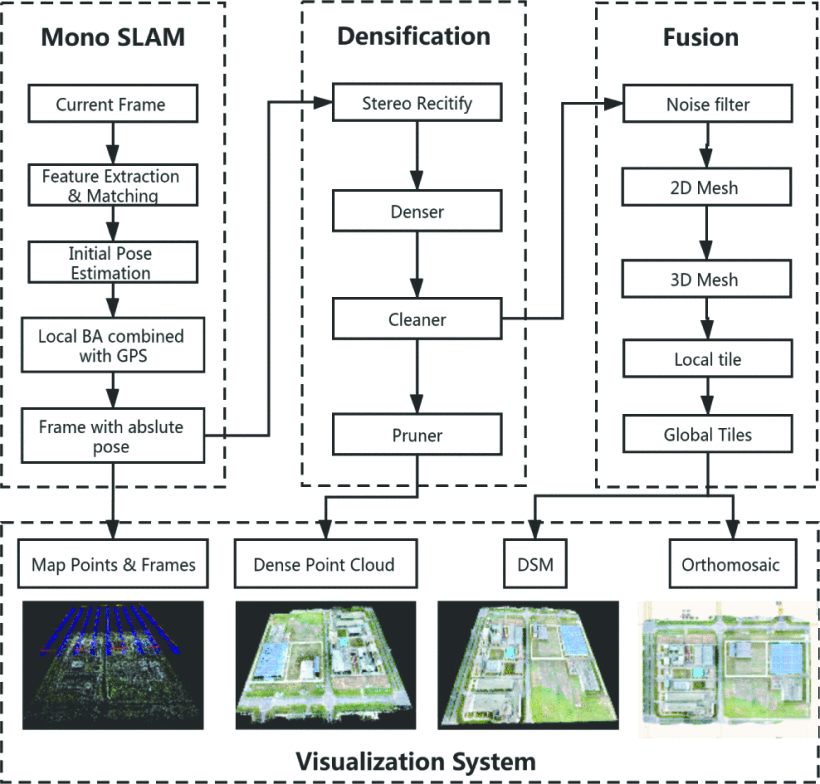 Mono SLAM
Current Frame
Feature Extraction
& Matching
Initial Pose
Estimation
Local BA combined
with GPS
Frame with abslute
pose
Densification
Stereo Recitify
Denser
Cleaner
Pruner
Fusion
Noise filter
2D Mesh
3D Mesh
Local tile
Global Tiles
Map Points & Frames
Dense Point Cloud
DSM
Orthomosaic
Visualization System